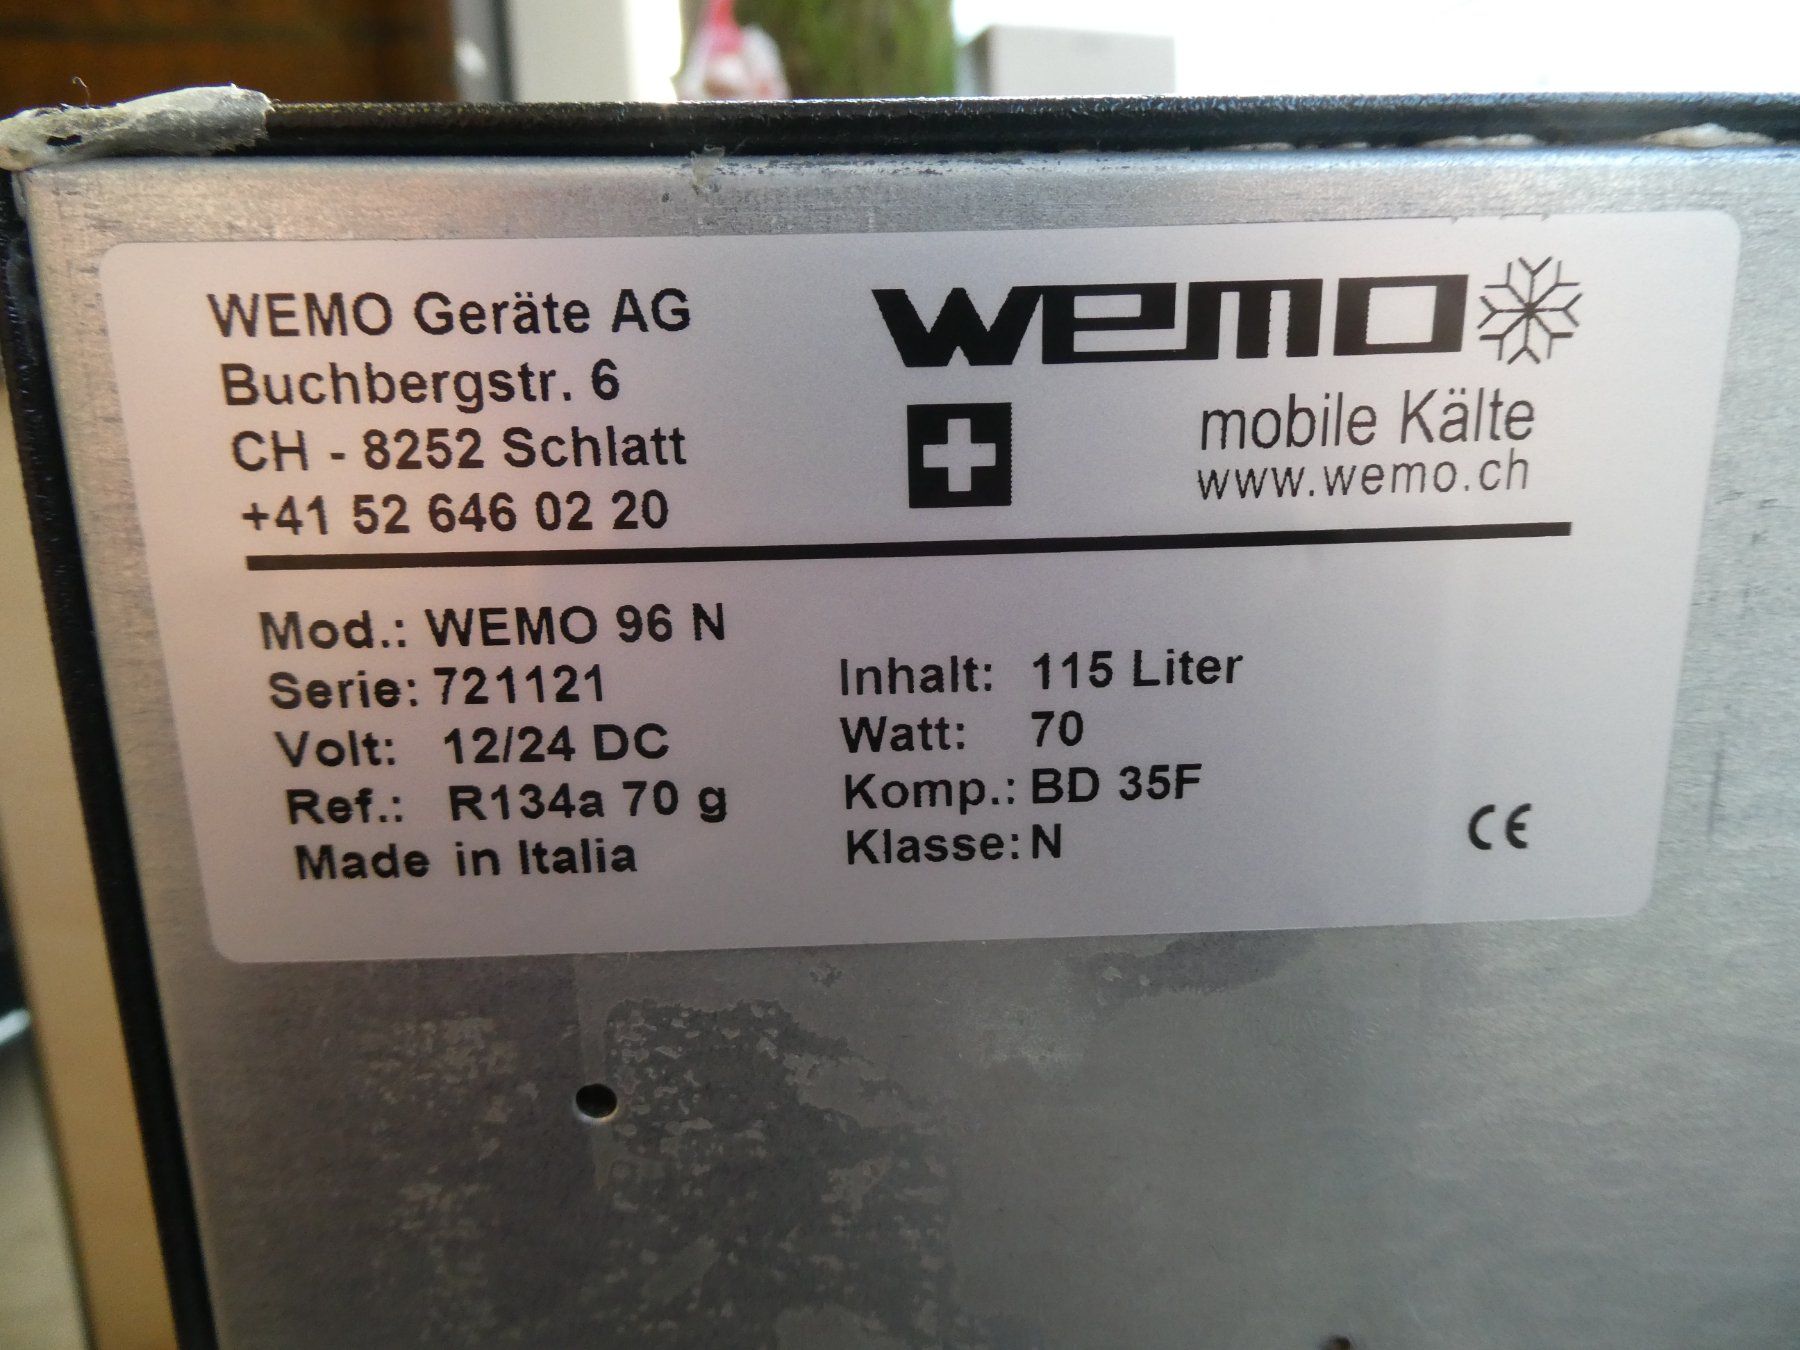 WEMO Geräte AG
Buchbergstr. 6
CH - 8252 Schlatt
+41 52 646 02 20
wemo
mobile Kälte
www.wemo.ch
Mod.: WEMO 96 N
Serie: 721121
Volt: 12/24 DC
Ref.: R134a 70 g
Made in Italia
Inhalt: 115 Liter
Watt: 70
Komp.: BD 35F
Klasse: N
CE